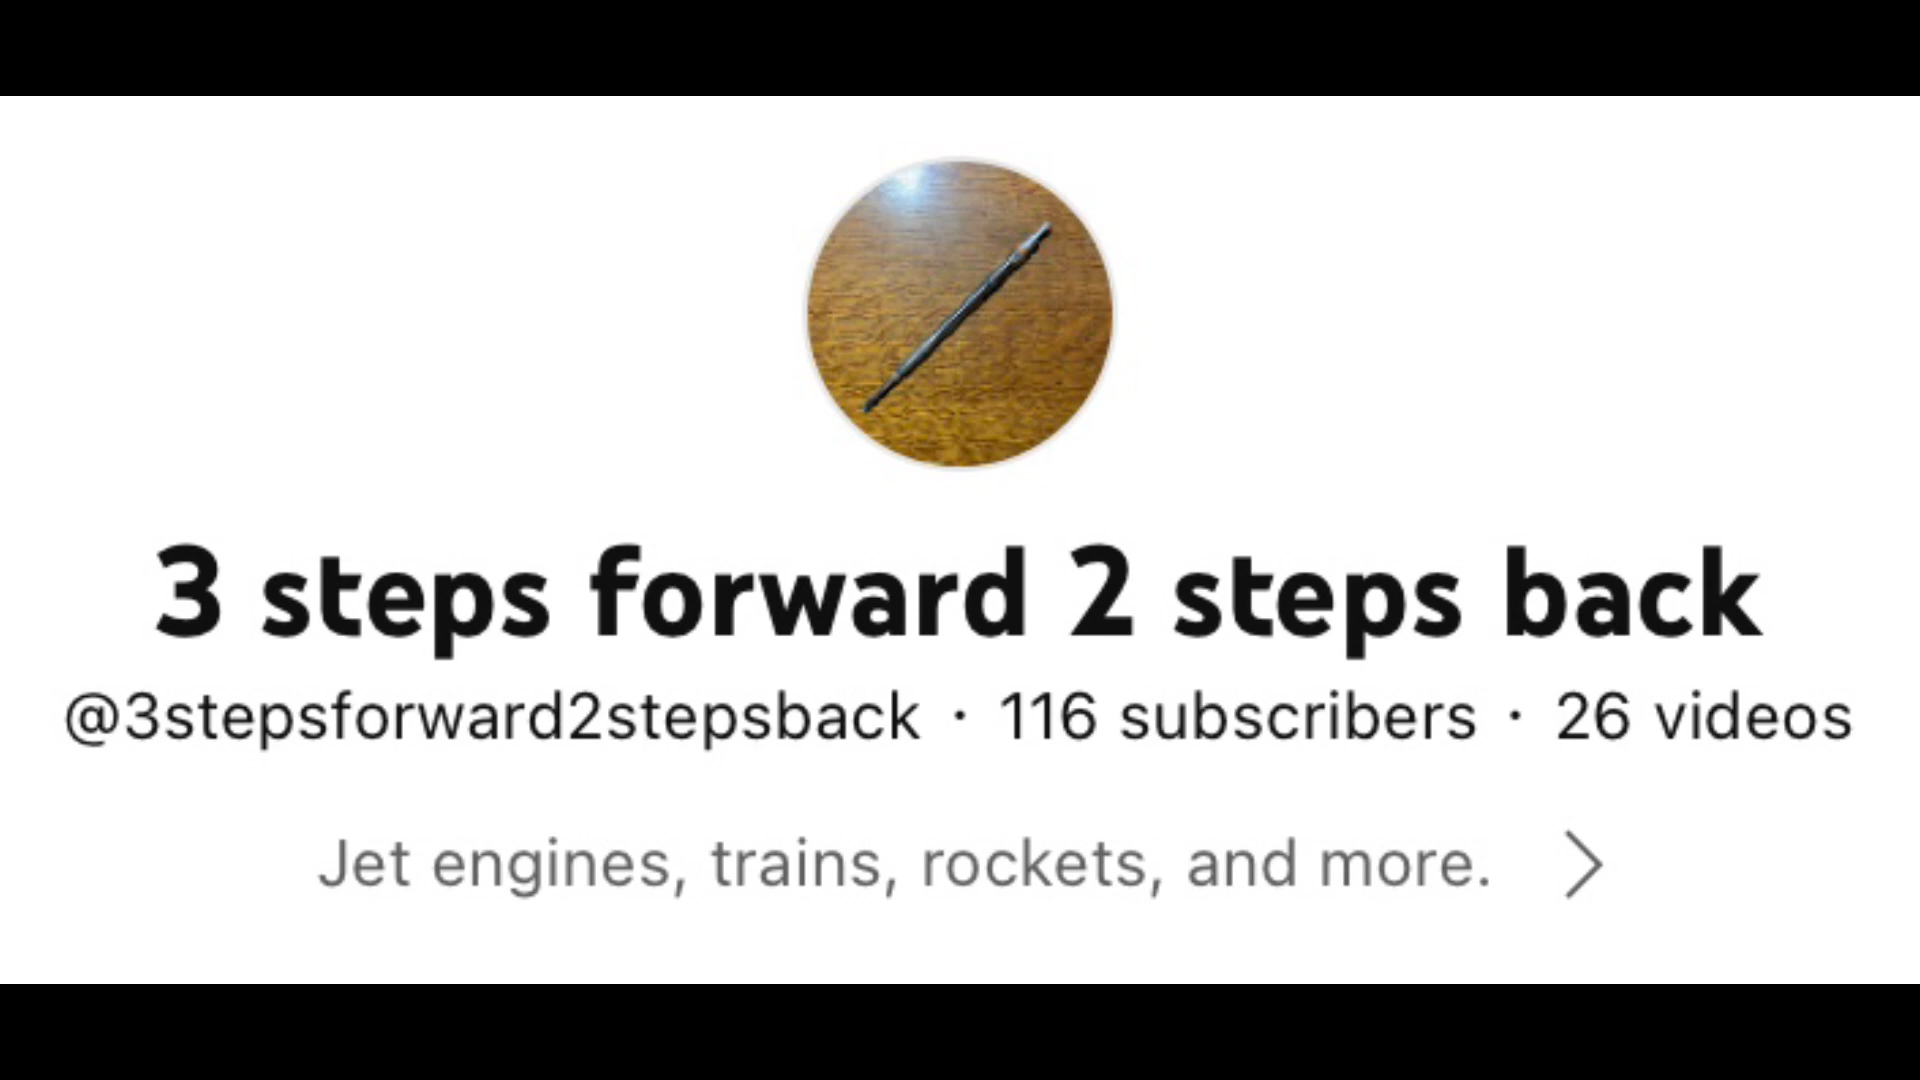 3 steps forward 2 steps back
@3stepsforward2stepsback · 116 subscribers · 26 videos
Jet engines, trains, rockets, and more.